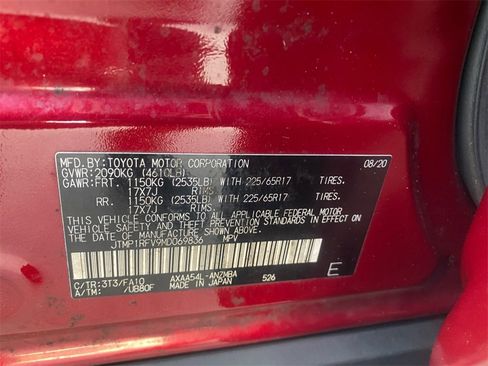 MFD.BY:TOYOTA MOTOR CORPORATION 08/20
GVWR:2090KG (4610LB)
GAWR:FRT. 1150KG (2535LB) WITH 225/65R17 TIRES.
17X7J RIMS.
RR. 1150KG (2535LB) WITH 225/65R17 TIRES.
17X7J RIMS.
THIS VEHICLE CONFORMS TO ALL APPLICABLE FEDERAL MOTOR
VEHICLE SAFETY AND THEFT PREVENTION STANDARDS IN EFFECT ON
THE DATE OF MANUFACTURE SHOWN ABOVE.
JTMP1RFV9MD069836 MPV
C/TR:3T3/FA10 AXAA54L-ANZMBA 526 E
A/TM: /UB80F MADE IN JAPAN